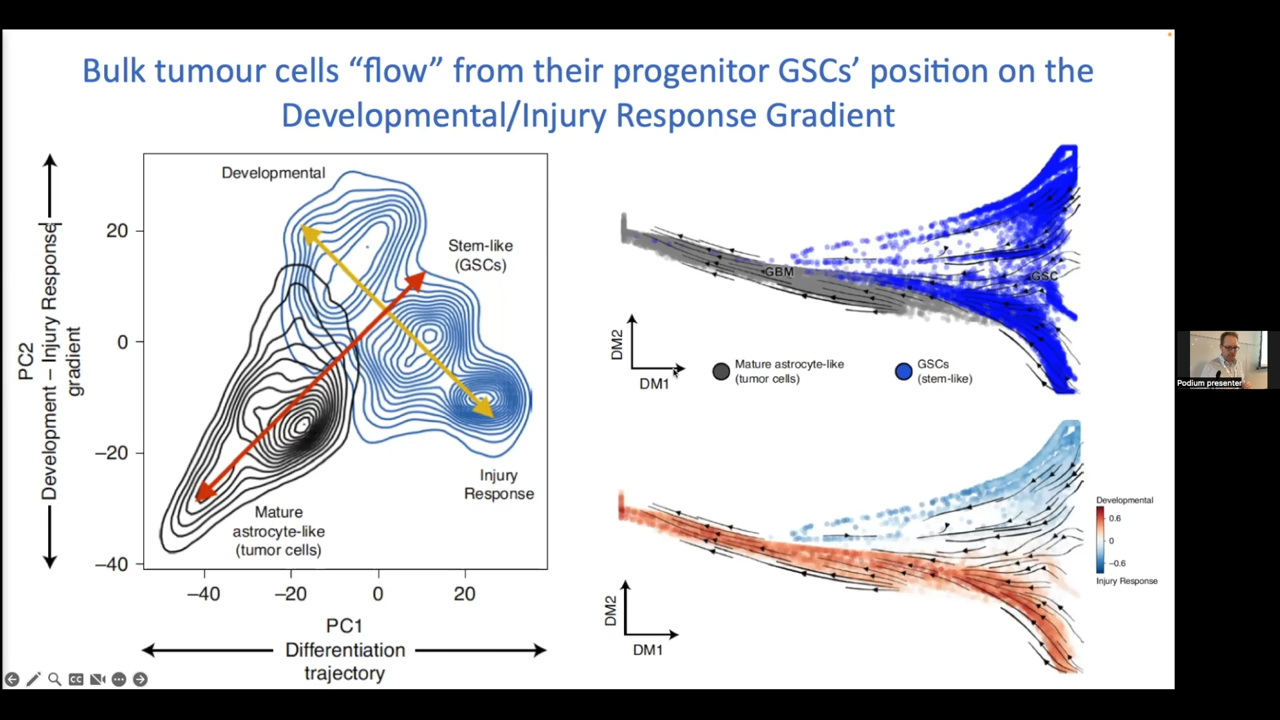 Bulk tumour cells “flow” from their progenitor GSCs’ position on the
Developmental/Injury Response Gradient
PC2
Development – Injury Response
gradient
20
0
−20
−40
Developmental
Stem-like
(GSCs)
Injury
Response
Mature
astrocyte-like
(tumor cells)
−40
−20
0
20
PC1
Differentiation
trajectory
GBM
GSC
DM2
DM1
Mature astrocyte-like
(tumor cells)
GSCs
(stem-like)
DM2
DM1
Developmental
0.6
0
−0.6
Injury Response
CC
Podium presenter